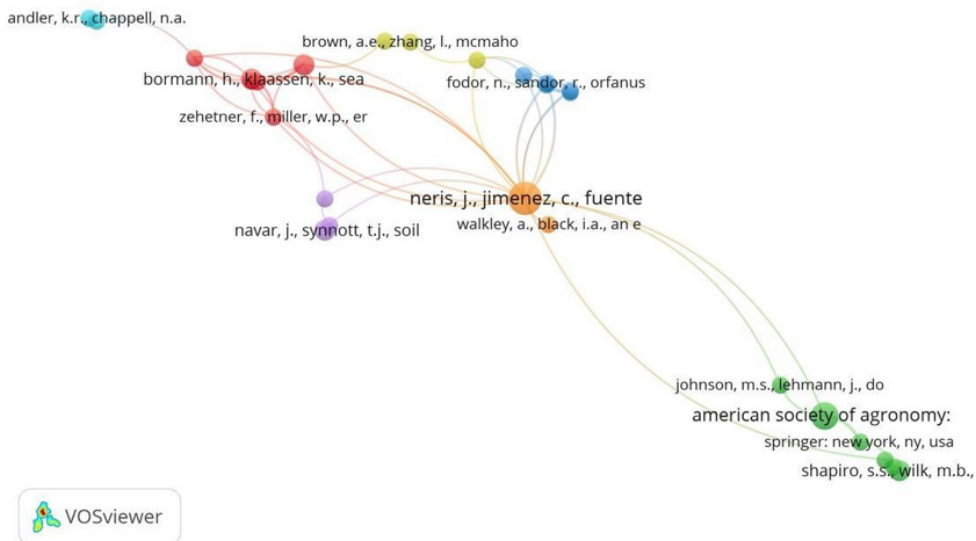 andler, k.r., chappell, n.a.
brown, a.e., zhang, l., mcmaho
bormann, h., klaassen, k., sea
fodor, n., sandor, r., orfanus
zehetner, f., miller, w.p., er
neris, j., jimenez, c., fuente
walkley, a., black, i.a., an e
navar, j., synnott, t.j., soil
johnson, m.s., lehmann, j., do
american society of agronomy:
springer: new york, ny, usa
shapiro, s.s., wilk, m.b.,
VOSviewer